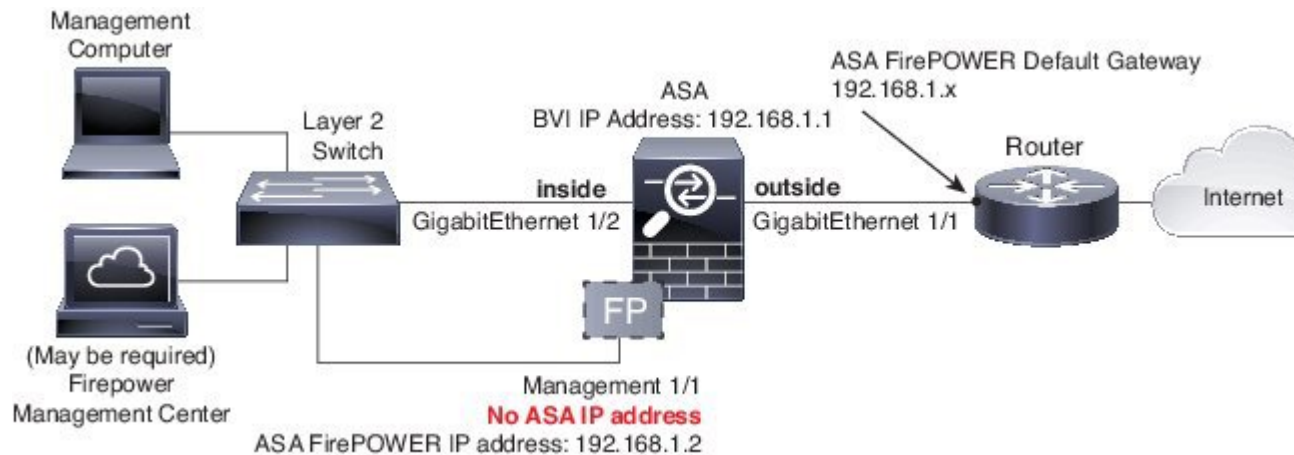 Management
Computer
Layer 2
Switch
ASA
BVI IP Address: 192.168.1.1
ASA FirePOWER Default Gateway
192.168.1.x
Router
Internet
inside
GigabitEthernet 1/2
outside
GigabitEthernet 1/1
FP
(May be required)
Firepower
Management Center
Management 1/1
No ASA IP address
ASA FirePOWER IP address: 192.168.1.2